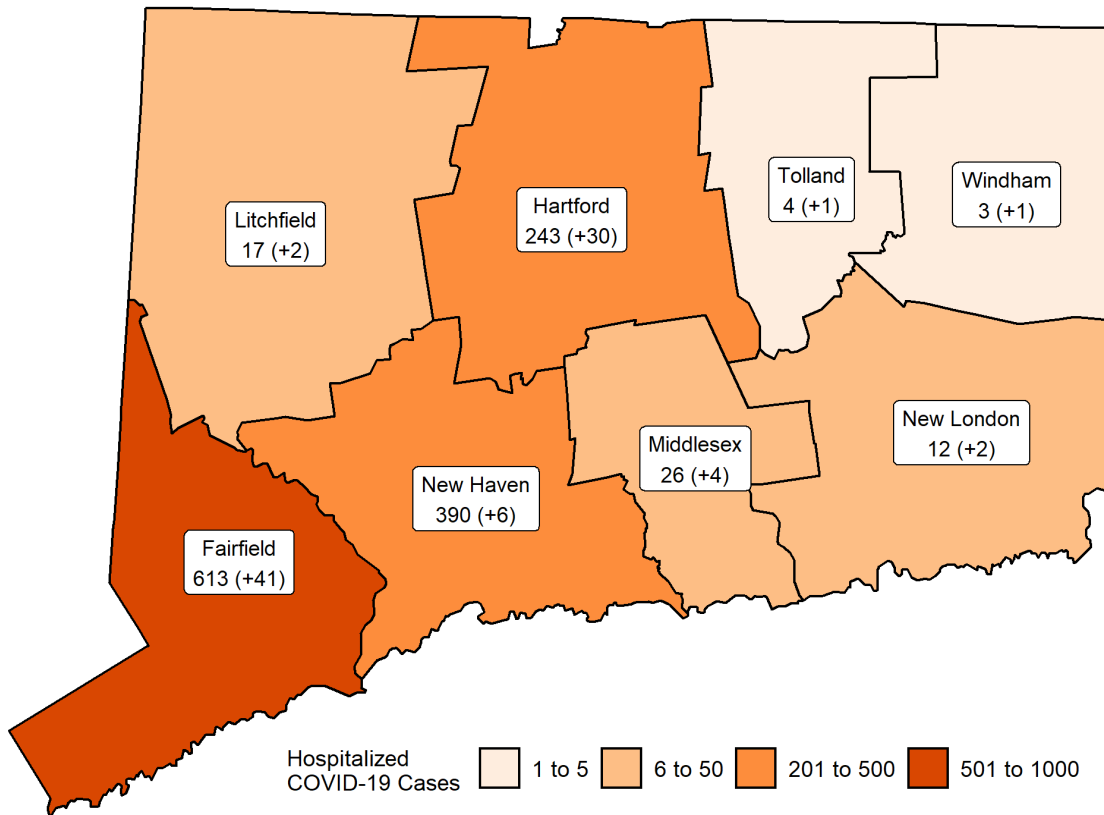 Tolland
4 (+1)
Windham
3 (+1)
Hartford
243 (+30)
Litchfield
17 (+2)
New London
12 (+2)
Middlesex
26 (+4)
New Haven
390 (+6)
Fairfield
613 (+41)
Hospitalized
COVID-19 Cases
1 to 5
6 to 50
201 to 500
501 to 1000